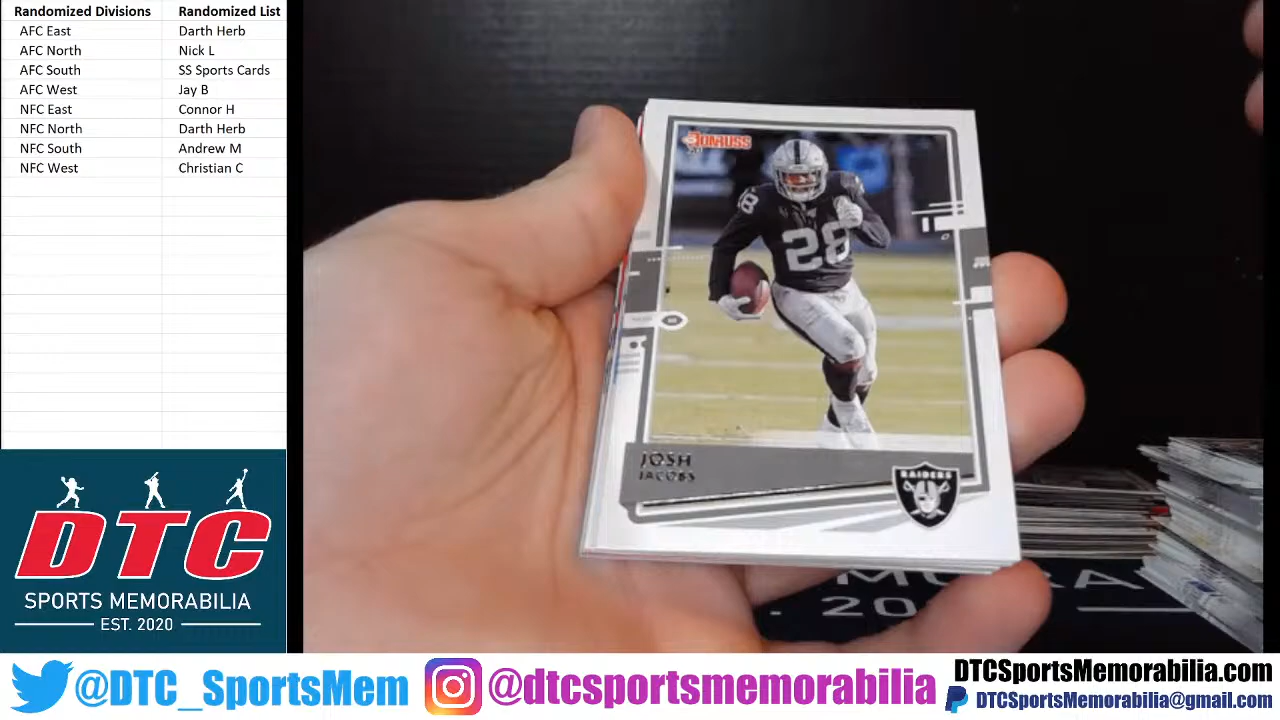 Randomized Divisions Randomized List
AFC East Darth Herb
AFC North Nick L
AFC South SS Sports Cards
AFC West Jay B
NFC East Connor H
NFC North Darth Herb
NFC South Andrew M
NFC West Christian C
DONRUSS
28
28
JOSH
JACOBS
RAIDERS
DTC
SPORTS MEMORABILIA
EST. 2020
@DTC_SportsMem
@dtcsportsmemorabilia
DTCSportsMemorabilia.com
DTCSportsMemorabilia@gmail.com